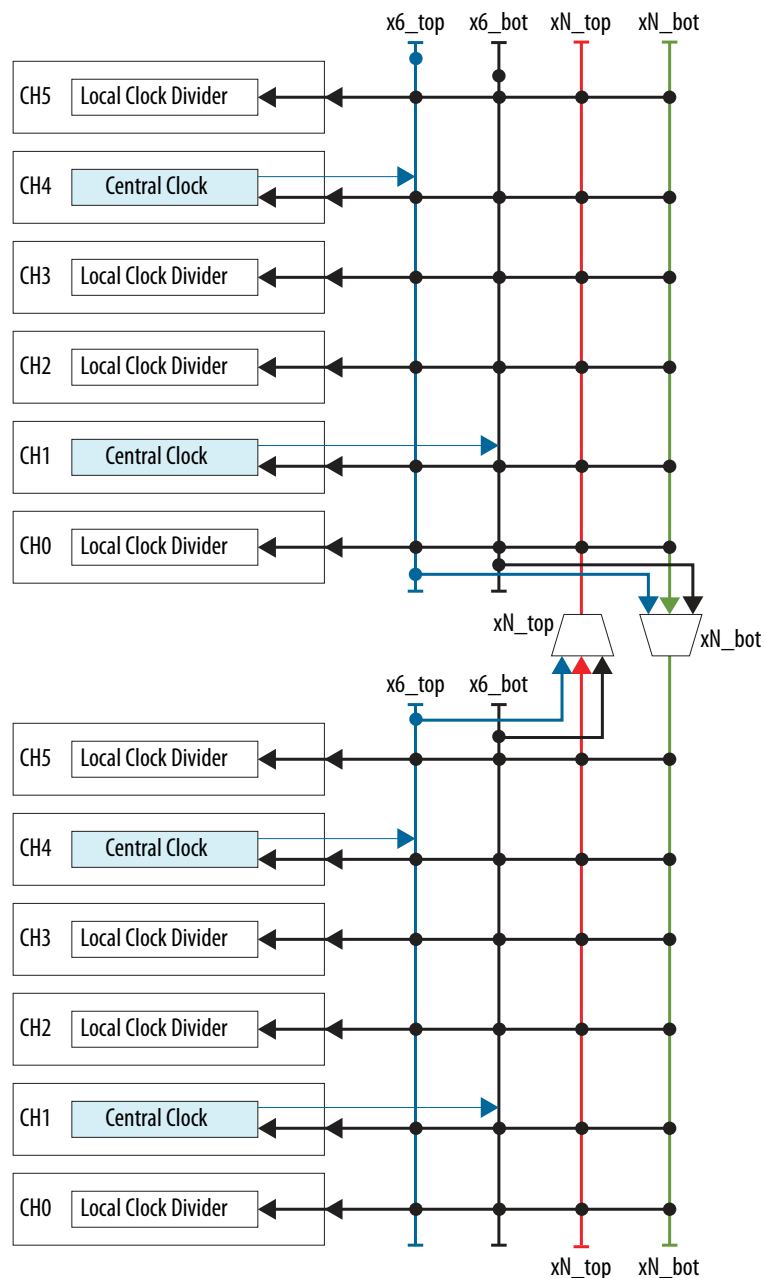 x6_top x6_bot xN_top xN_bot
CH5 Local Clock Divider
CH4 Central Clock
CH3 Local Clock Divider
CH2 Local Clock Divider
CH1 Central Clock
CH0 Local Clock Divider
xN_top
xN_bot
x6_top x6_bot
CH5 Local Clock Divider
CH4 Central Clock
CH3 Local Clock Divider
CH2 Local Clock Divider
CH1 Central Clock
CH0 Local Clock Divider
xN_top xN_bot